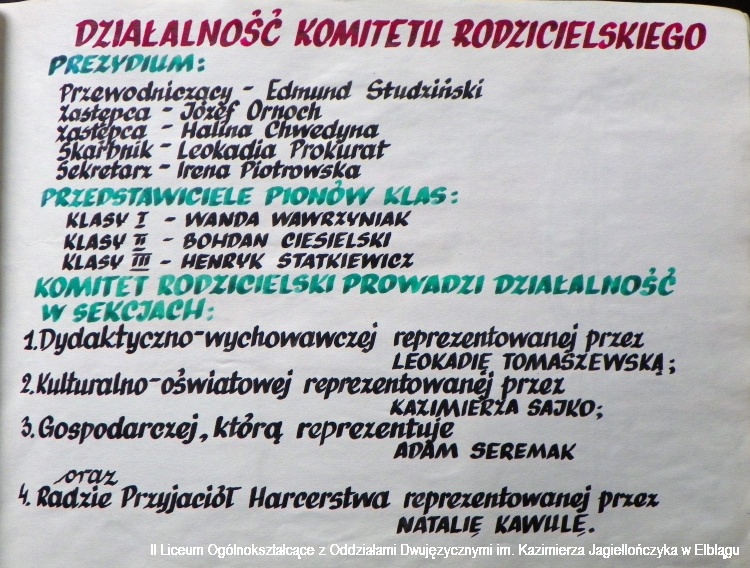 DZIAŁALNOŚĆ KOMITETU RODZICIELSKIEGO
PREZYDIUM:
Przewodniczący - Edmund Studziński
Zastępca - Józef Ornoch
Zastępca - Halina Chwedyna
Skarbnik - Leokadia Prokurat
Sekretarz - Irena Piotrowska
PRZEDSTAWICIELE PIONÓW KLAS:
KLASY I - WANDA WAWRZYNIAK
KLASY II - BOHDAN CIESIELSKI
KLASY III - HENRYK STATKIEWICZ
KOMITET RODZICIELSKI PROWADZI DZIAŁALNOŚĆ
W SEKCJACH:
1. Dydaktyczno-wychowawczej reprezentowanej przez
LEOKADIĘ TOMASZEWSKĄ;
2. Kulturalno-oświatowej reprezentowanej przez
KAZIMIERZA SAJKO;
3. Gospodarczej, którą reprezentuje
ADAM SEREMAK
oraz
4. Radzie Przyjaciół Harcerstwa reprezentowanej przez
NATALIĘ KAWULĘ.
II Liceum Ogólnokształcące z Oddziałami Dwujęzycznymi im. Kazimierza Jagiellończyka w Elblągu